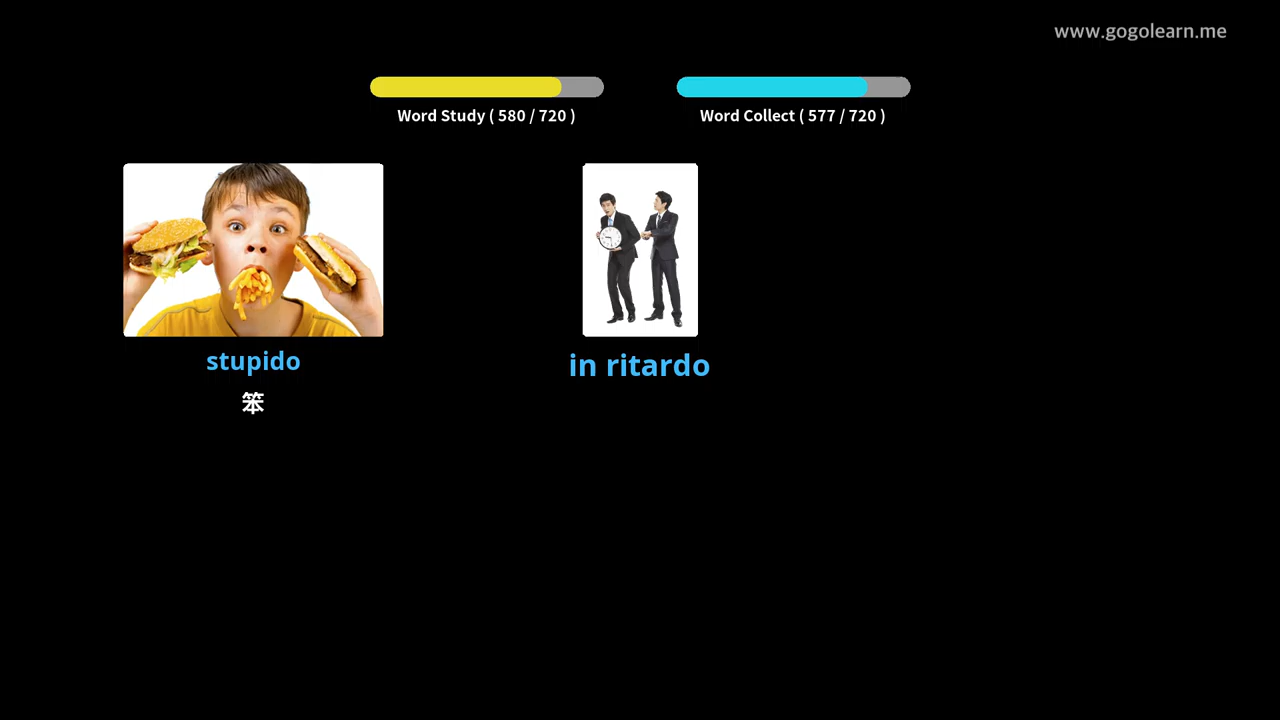 www.gogolearn.me
Word Study ( 580 / 720 )
Word Collect ( 577 / 720 )
stupido
in ritardo
笨